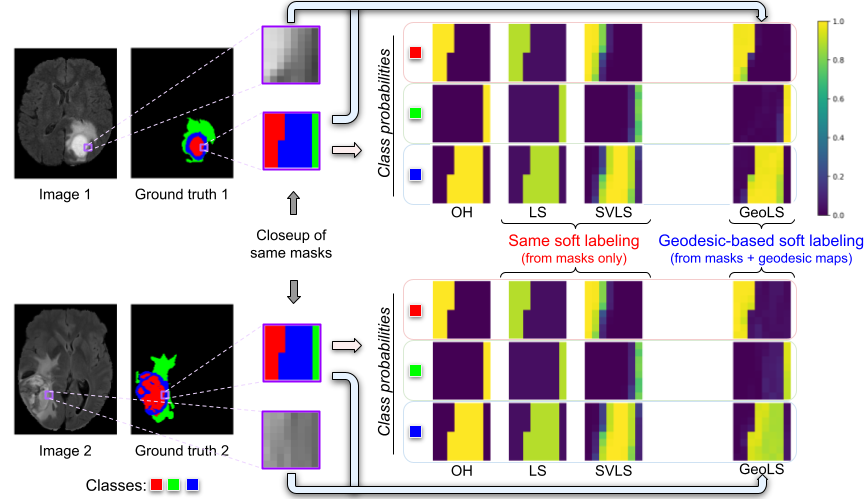 Class probabilities
1.0
0.8
0.6
0.4
0.2
0.0
Image 1
Ground truth 1
OH
LS
SVLS
GeoLS
Closeup of
same masks
Same soft labeling
(from masks only)
Geodesic-based soft labeling
(from masks + geodesic maps)
Class probabilities
Image 2
Ground truth 2
OH
LS
SVLS
GeoLS
Classes: